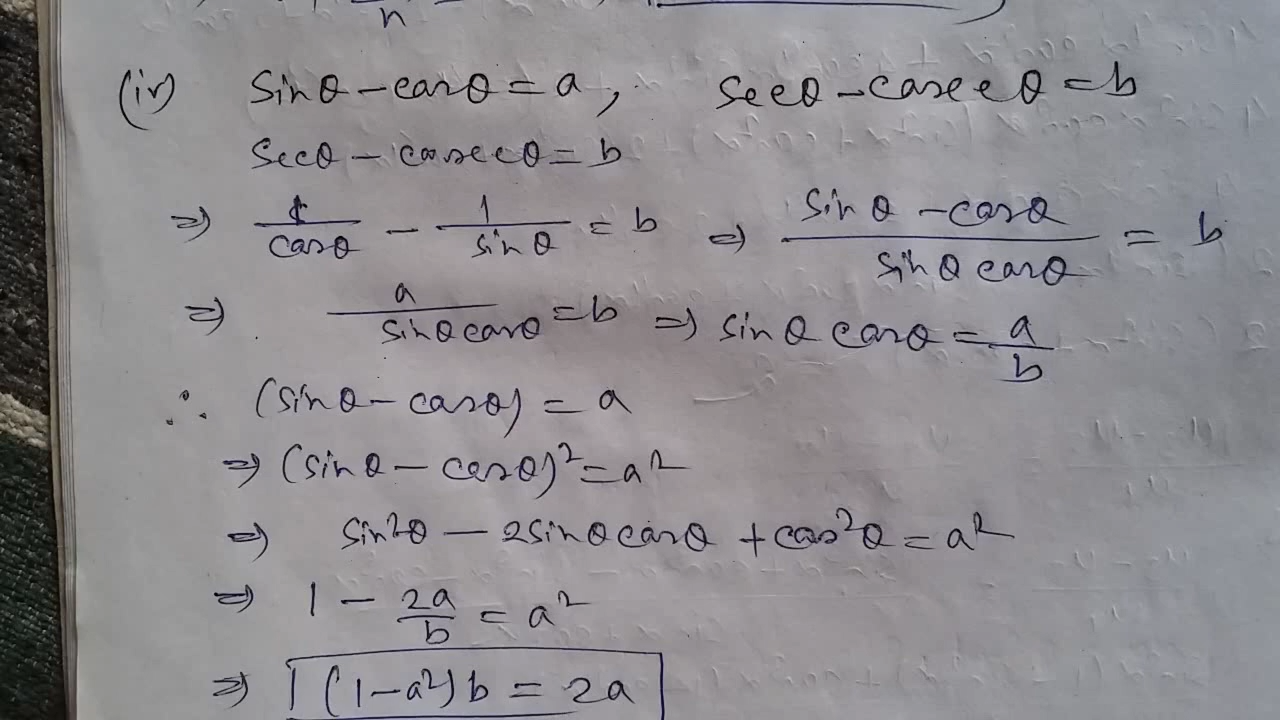 n
(iv) sinθ - cosθ = a, secθ - cosecθ = b
secθ - cosecθ = b
⇒ 1/cosθ - 1/sinθ = b ⇒ (sinθ - cosθ)/(sinθ cosθ) = b
⇒ a/(sinθ cosθ) = b ⇒ sinθ cosθ = a/b
∴ (sinθ - cosθ) = a
⇒ (sinθ - cosθ)² = a²
⇒ sin²θ - 2sinθ cosθ + cos²θ = a²
⇒ 1 - 2a/b = a²
⇒ (1-a²)b = 2a